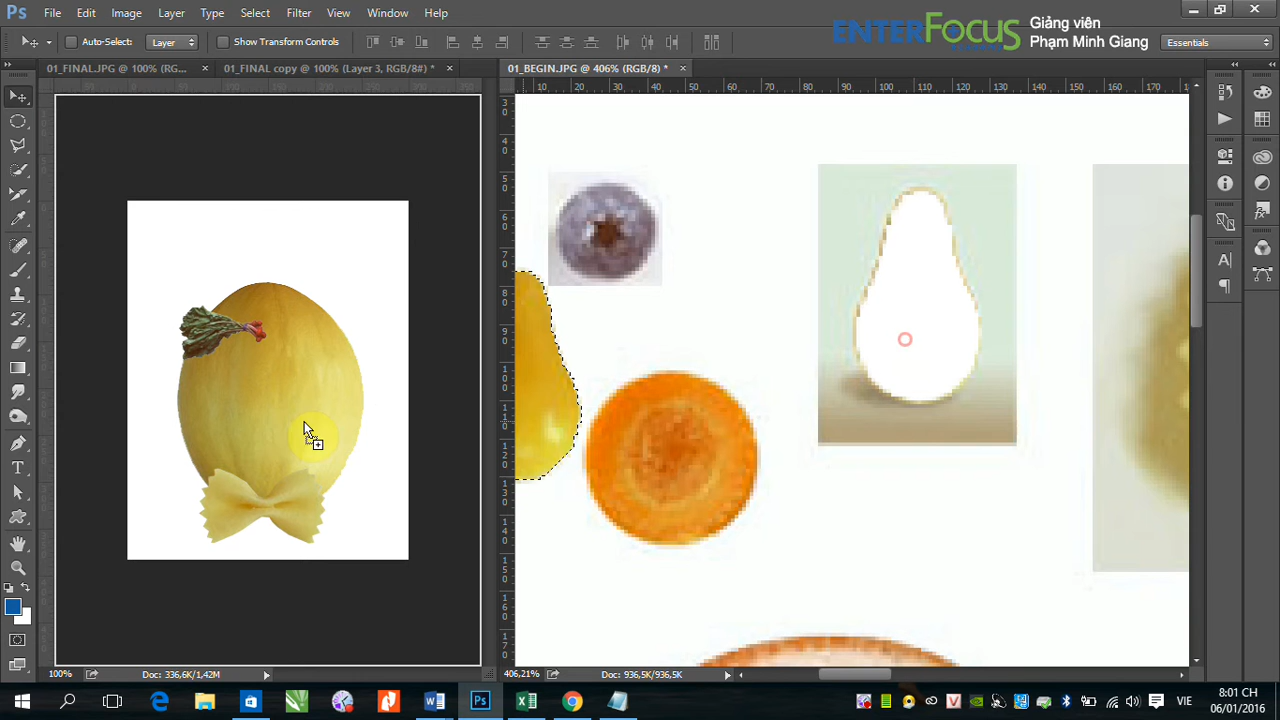 Ps File Edit Image Layer Type Select Filter View Window Help
ENTERFOCUS
Giảng viên
Phạm Minh Giang
Auto-Select: Layer Show Transform Controls
Essentials
01_FINAL.JPG @ 100% (RG...
01_FINAL copy @ 100% (Layer 3, RGB/8#) *
01_BEGIN.JPG @ 406% (RGB/8) *
10 20 30 40 50 60 70 80 90 100 110 120 130 140 150 160 170
100% Doc: 336,6K/1,42M
406,21% Doc: 936,5K/936,5K
VIE
8:01 CH
06/01/2016